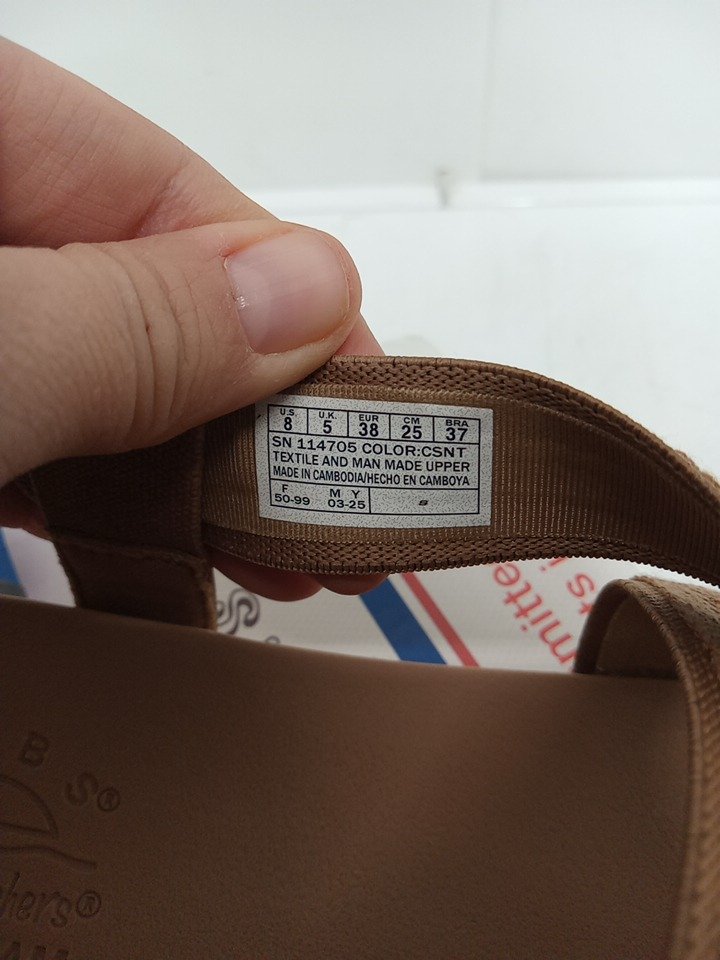 U.S. U.K. EUR CM BRA
8 5 38 25 37
SN 114705 COLOR:CSNT
TEXTILE AND MAN MADE UPPER
MADE IN CAMBODIA/HECHO EN CAMBOYA
F M Y
50-99 03-25
B S®
hers®